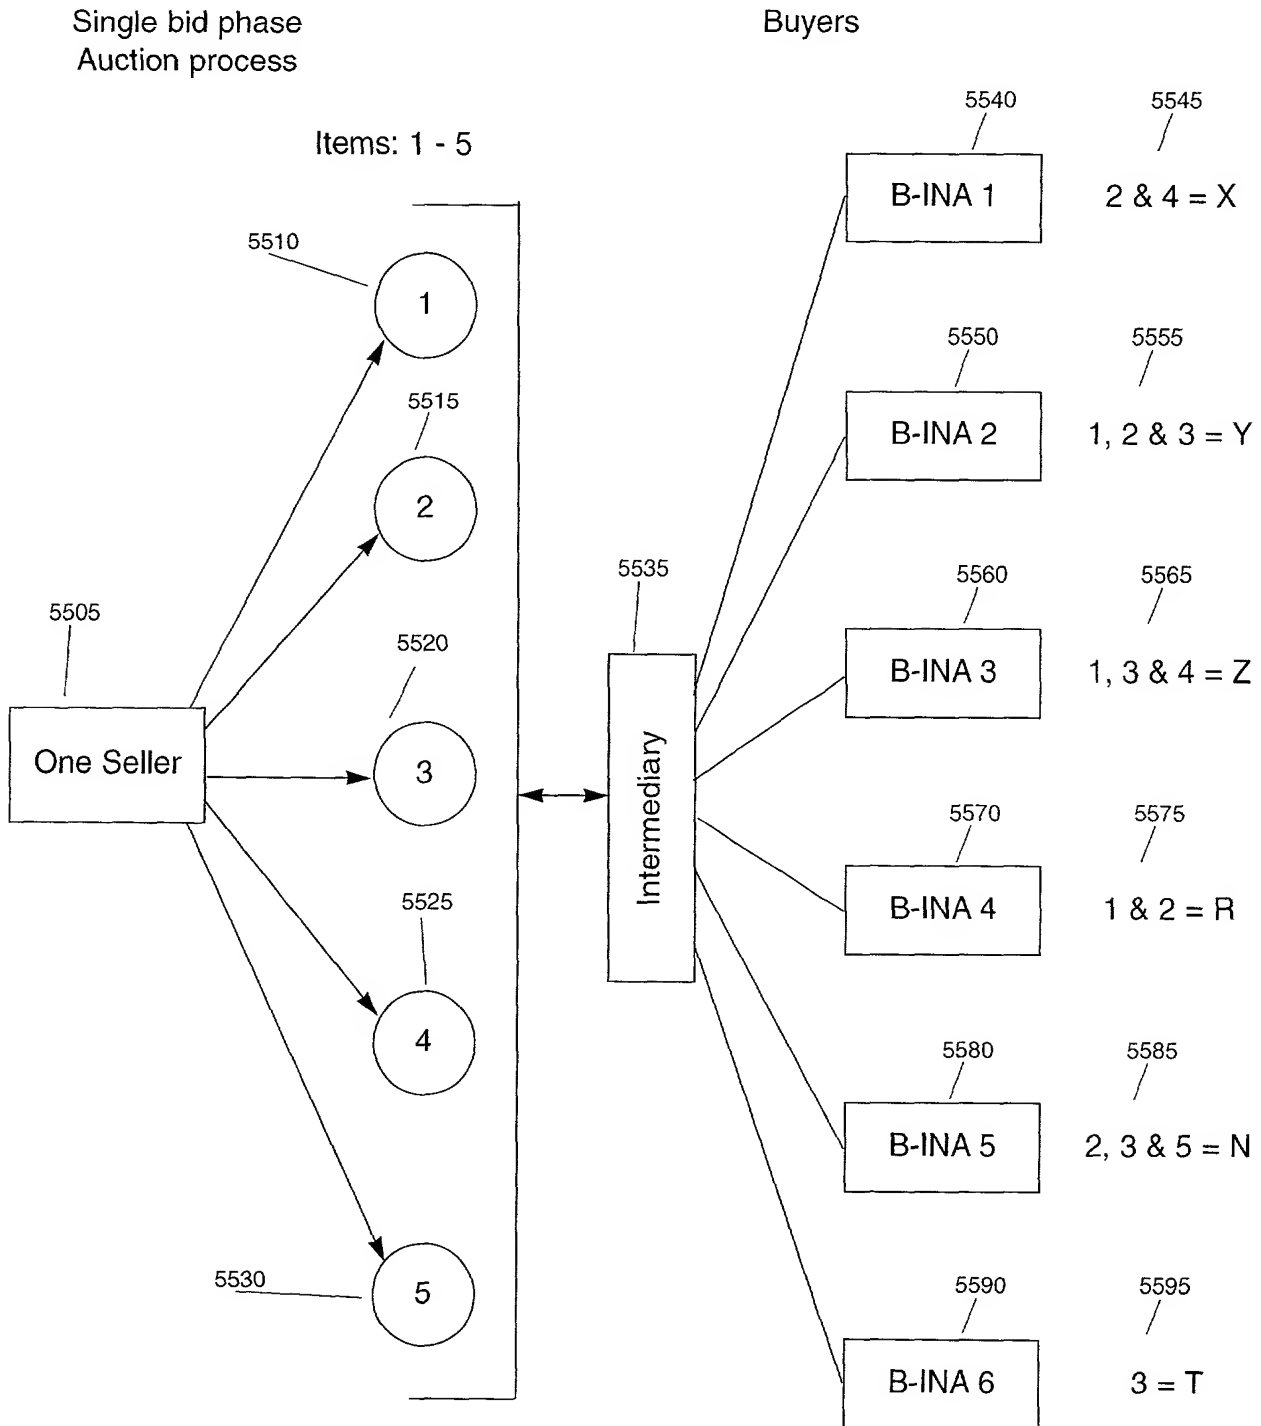 Single bid phase
Auction process
Buyers
Items: 1 - 5
5505
One Seller
5510
1
5515
2
5520
3
5525
4
5530
5
5535
Intermediary
5540
5545
B-INA 1
2 & 4 = X
5550
5555
B-INA 2
1, 2 & 3 = Y
5560
5565
B-INA 3
1, 3 & 4 = Z
5570
5575
B-INA 4
1 & 2 = R
5580
5585
B-INA 5
2, 3 & 5 = N
5590
5595
B-INA 6
3 = T